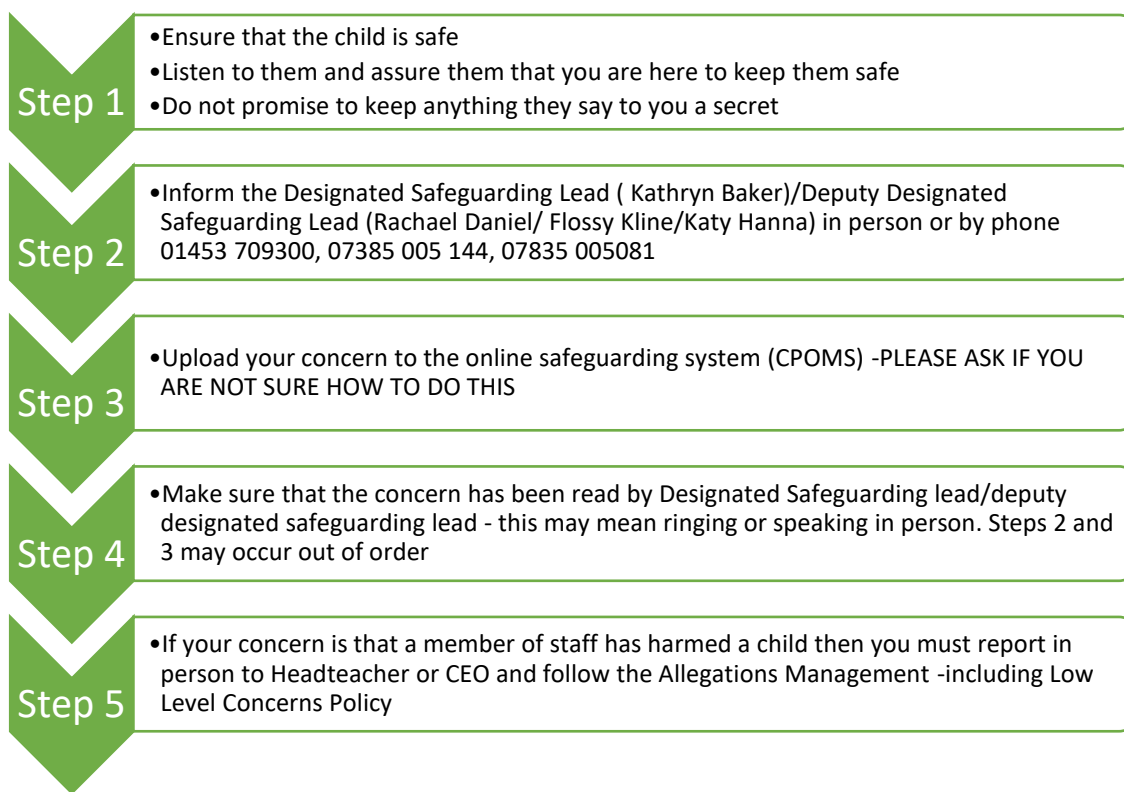 Step 1
•Ensure that the child is safe
•Listen to them and assure them that you are here to keep them safe
•Do not promise to keep anything they say to you a secret
Step 2
•Inform the Designated Safeguarding Lead ( Kathryn Baker)/Deputy Designated
Safeguarding Lead (Rachael Daniel/ Flossy Kline/Katy Hanna) in person or by phone
01453 709300, 07385 005 144, 07835 005081
Step 3
•Upload your concern to the online safeguarding system (CPOMS) -PLEASE ASK IF YOU
ARE NOT SURE HOW TO DO THIS
Step 4
•Make sure that the concern has been read by Designated Safeguarding lead/deputy
designated safeguarding lead - this may mean ringing or speaking in person. Steps 2 and
3 may occur out of order
Step 5
•If your concern is that a member of staff has harmed a child then you must report in
person to Headteacher or CEO and follow the Allegations Management -including Low
Level Concerns Policy